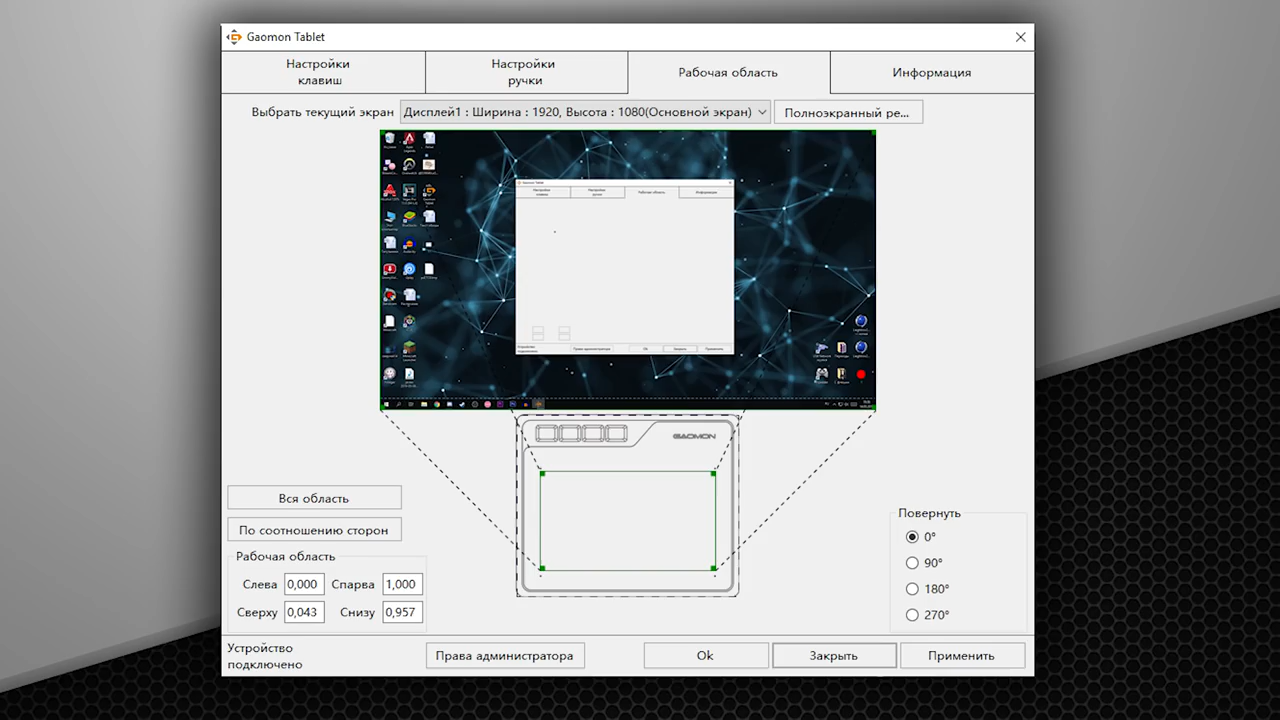 Gaomon Tablet
Настройки
клавиш
Настройки
ручки
Рабочая область
Информация
Выбрать текущий экран
Дисплей1 : Ширина : 1920, Высота : 1080(Основной экран)
Полноэкранный ре...
GAOMON
Вся область
По соотношению сторон
Рабочая область
Слева 0,000 Спарва 1,000
Сверху 0,043 Снизу 0,957
Повернуть
0°
90°
180°
270°
Устройство
подключено
Права администратора
Ok
Закрыть
Применить